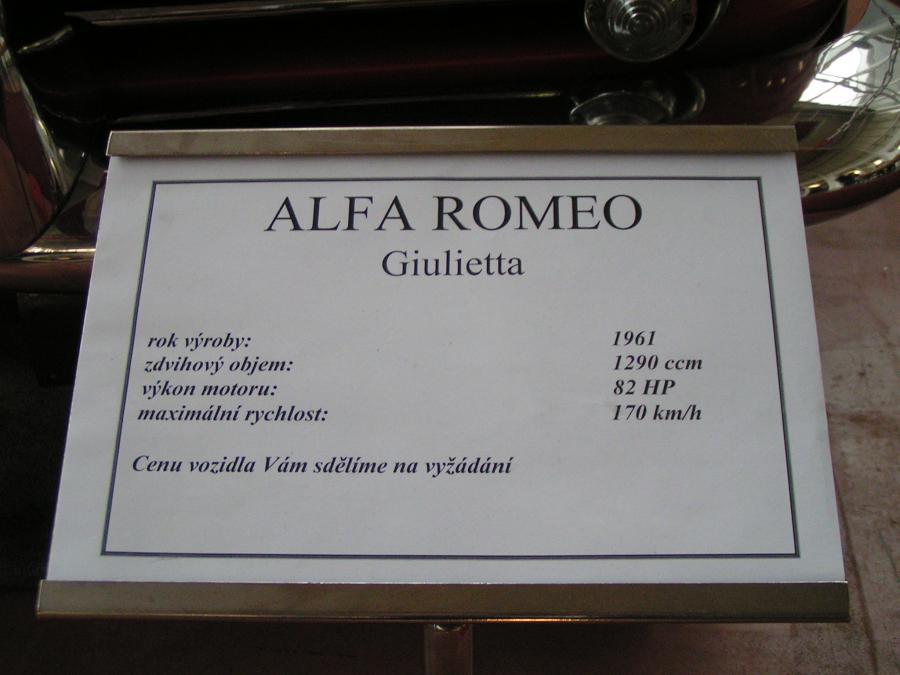 ALFA ROMEO
Giulietta
rok výroby: 1961
zdvihový objem: 1290 ccm
výkon motoru: 82 HP
maximální rychlost: 170 km/h
Cenu vozidla Vám sdělíme na vyžádání